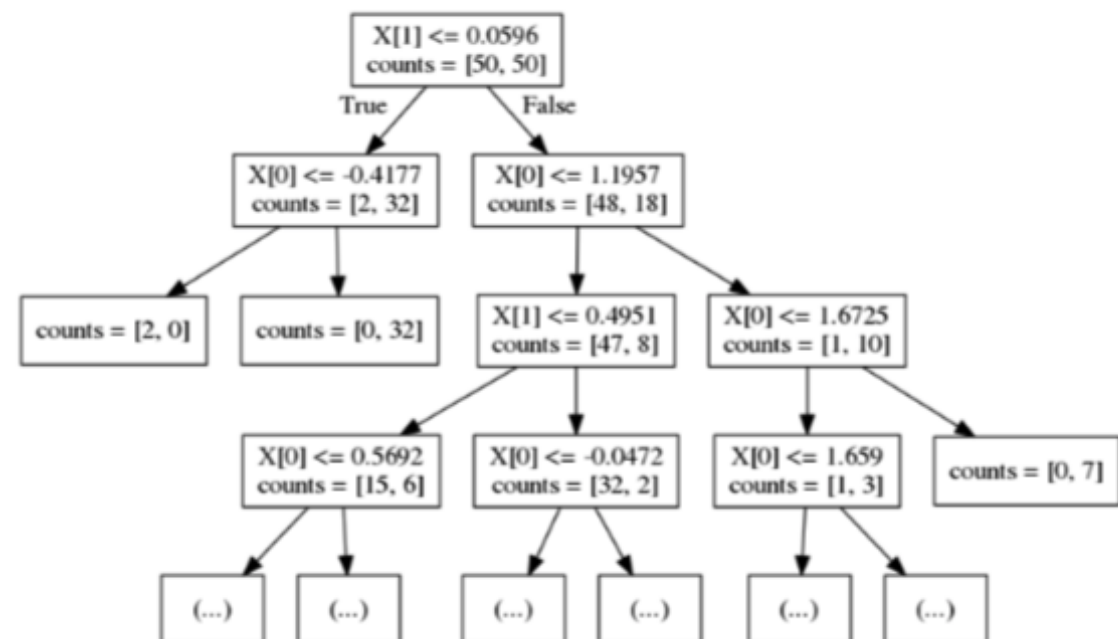 X[1] <= 0.0596
counts = [50, 50]
True
False
X[0] <= -0.4177
counts = [2, 32]
X[0] <= 1.1957
counts = [48, 18]
counts = [2, 0]
counts = [0, 32]
X[1] <= 0.4951
counts = [47, 8]
X[0] <= 1.6725
counts = [1, 10]
X[0] <= 0.5692
counts = [15, 6]
X[0] <= -0.0472
counts = [32, 2]
X[0] <= 1.659
counts = [1, 3]
counts = [0, 7]
(...)
(...)
(...)
(...)
(...)
(...)